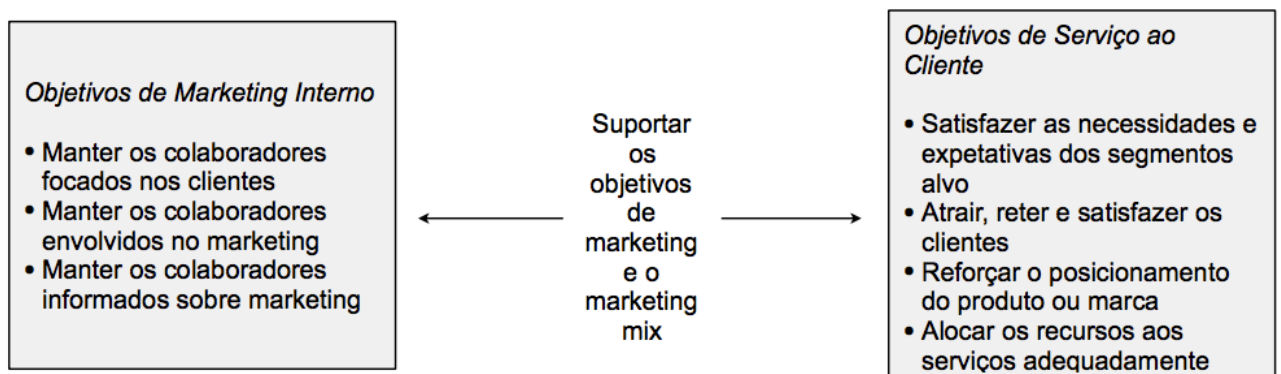 Objetivos de Marketing Interno
• Manter os colaboradores
focados nos clientes
• Manter os colaboradores
envolvidos no marketing
• Manter os colaboradores
informados sobre marketing
Suportar
os
objetivos
de
marketing
e o
marketing
mix
Objetivos de Serviço ao
Cliente
• Satisfazer as necessidades e
expetativas dos segmentos
alvo
• Atrair, reter e satisfazer os
clientes
• Reforçar o posicionamento
do produto ou marca
• Alocar os recursos aos
serviços adequadamente